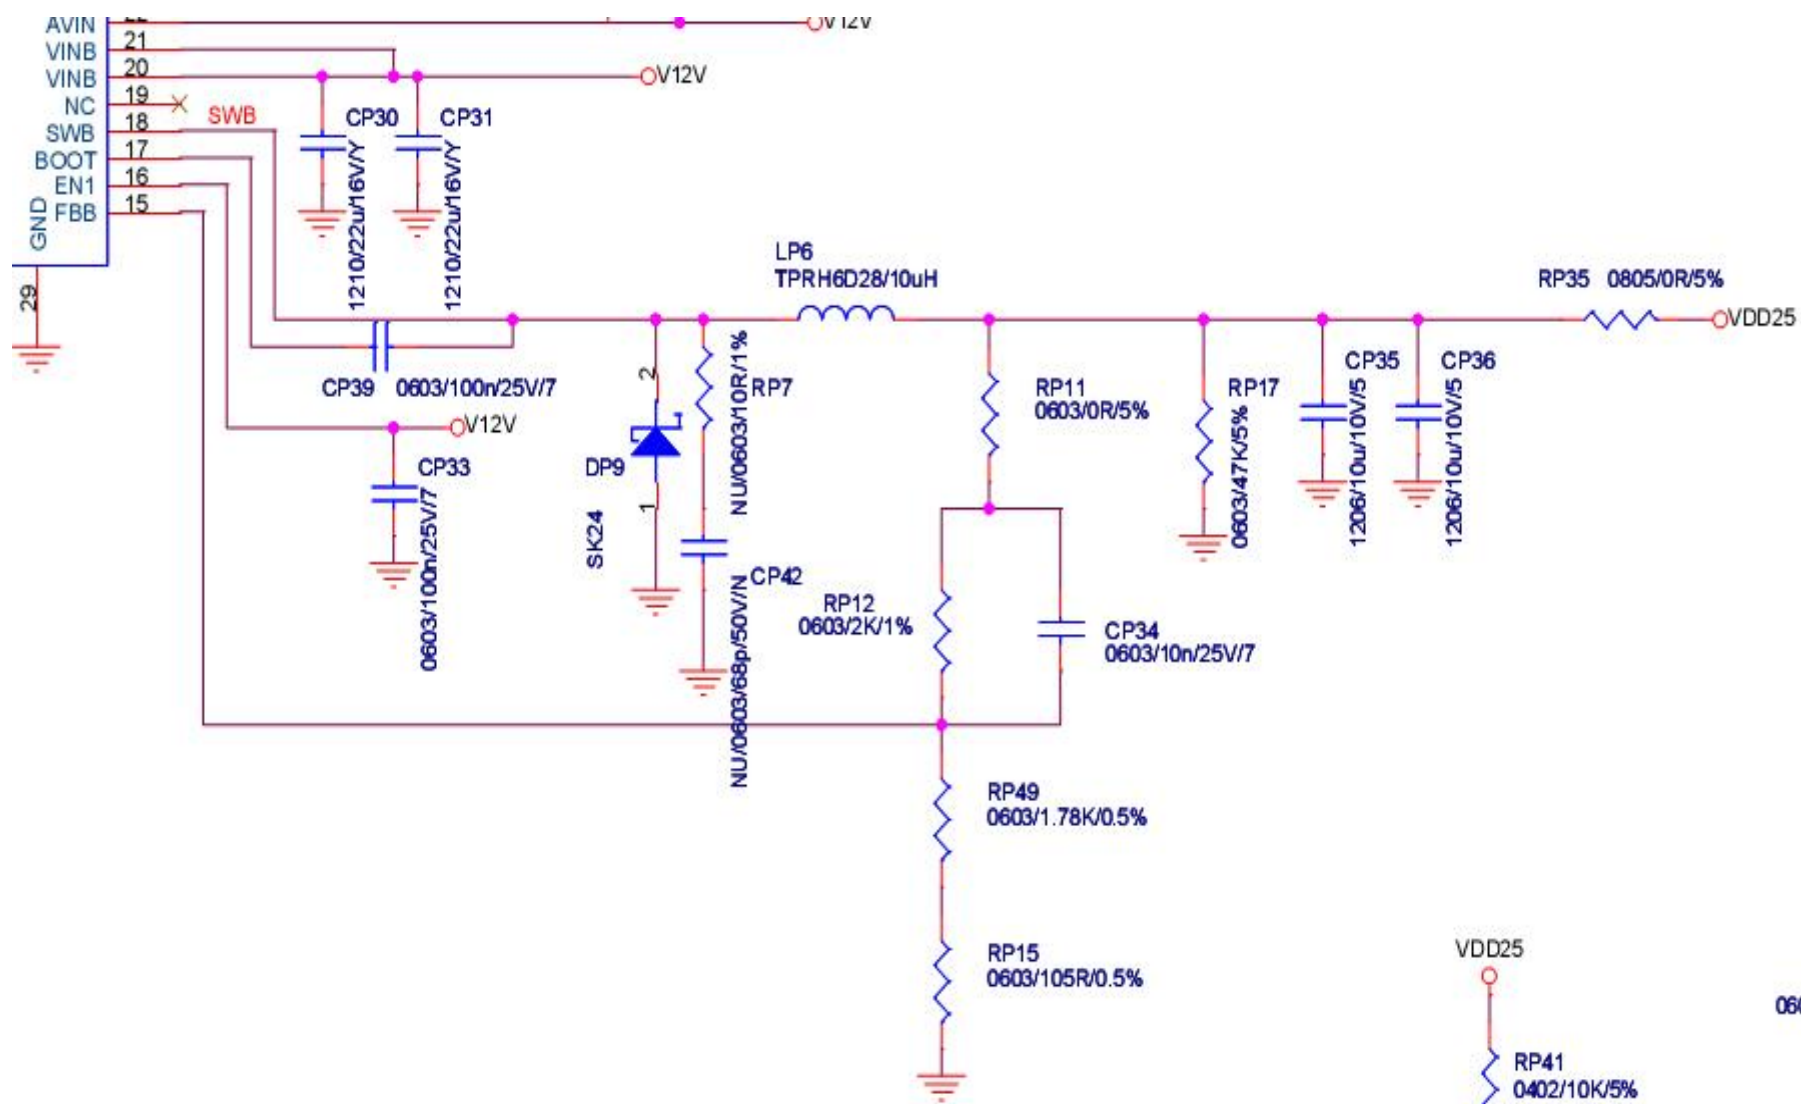 AVIN 22
V12V
VINB 21
VINB 20
V12V
NC 19
SWB 18
SWB
BOOT 17
EN1 16
FBB 15
GND
29
CP30
1210/22u/16V/Y
CP31
1210/22u/16V/Y
LP6
TPRH6D28/10uH
RP35 0805/0R/5%
VDD25
CP39 0603/100n/25V/7
V12V
CP33
0603/100n/25V/7
2
DP9
1
SK24
RP7
NU/0603/10R/1%
CP42
NU/0603/68p/50V/N
RP11
0603/0R/5%
RP17
0603/47K/5%
CP35
1206/10u/10V/5
CP36
1206/10u/10V/5
RP12
0603/2K/1%
CP34
0603/10n/25V/7
RP49
0603/1.78K/0.5%
RP15
0603/105R/0.5%
VDD25
RP41
0402/10K/5%